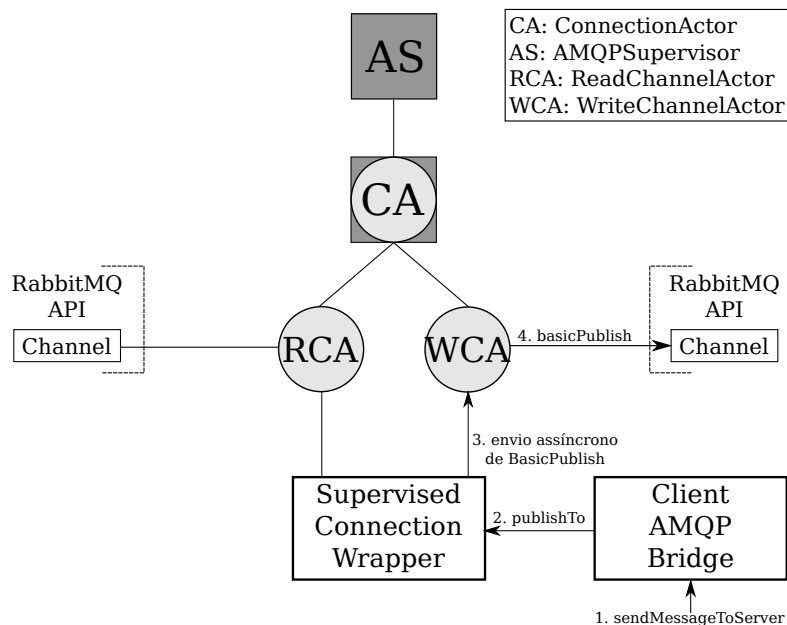 AS
CA: ConnectionActor
AS: AMQPSupervisor
RCA: ReadChannelActor
WCA: WriteChannelActor
CA
RabbitMQ
API
Channel
RCA
WCA
4. basicPublish
RabbitMQ
API
Channel
3. envio assíncrono
de BasicPublish
Supervised
Connection
Wrapper
2. publishTo
Client
AMQP
Bridge
1. sendMessageToServer